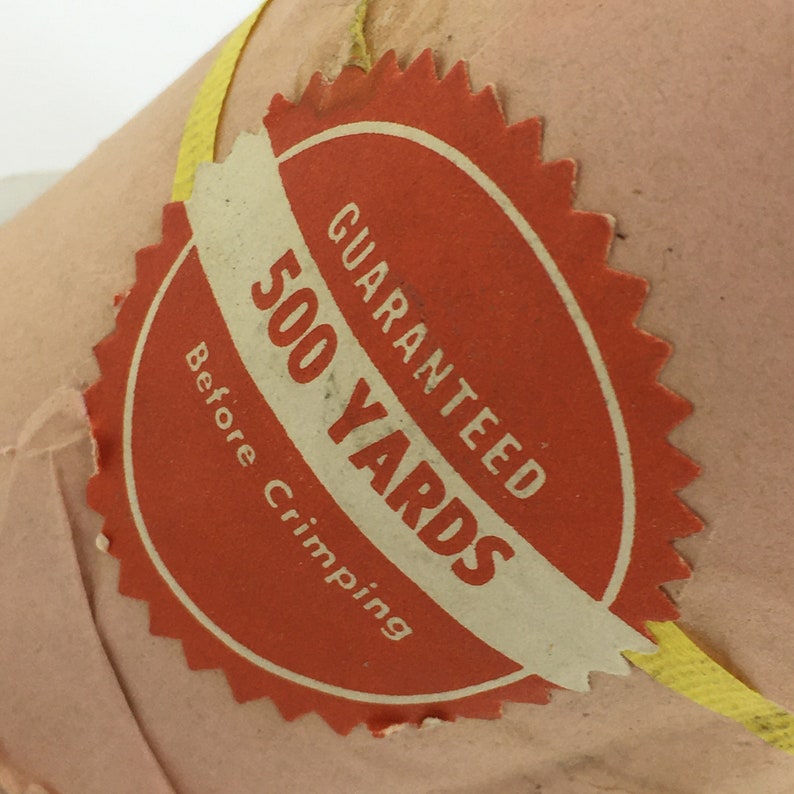 GUARANTEED
500 YARDS
Before Crimping